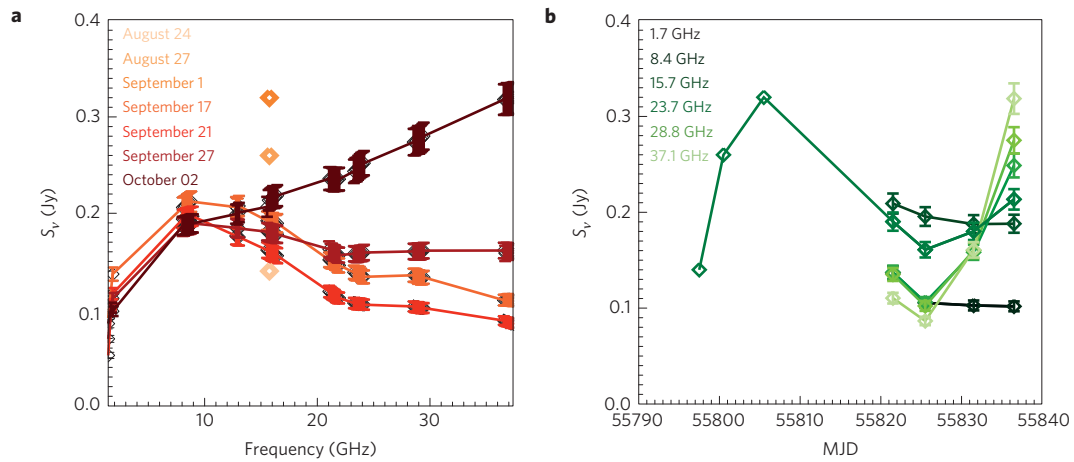 a
0.4
0.3
0.2
0.1
0.0
Sν (Jy)
August 24
August 27
September 1
September 17
September 21
September 27
October 02
10
20
30
Frequency (GHz)
b
0.4
0.3
0.2
0.1
0.0
Sν (Jy)
1.7 GHz
8.4 GHz
15.7 GHz
23.7 GHz
28.8 GHz
37.1 GHz
55790
55800
55810
55820
55830
55840
MJD